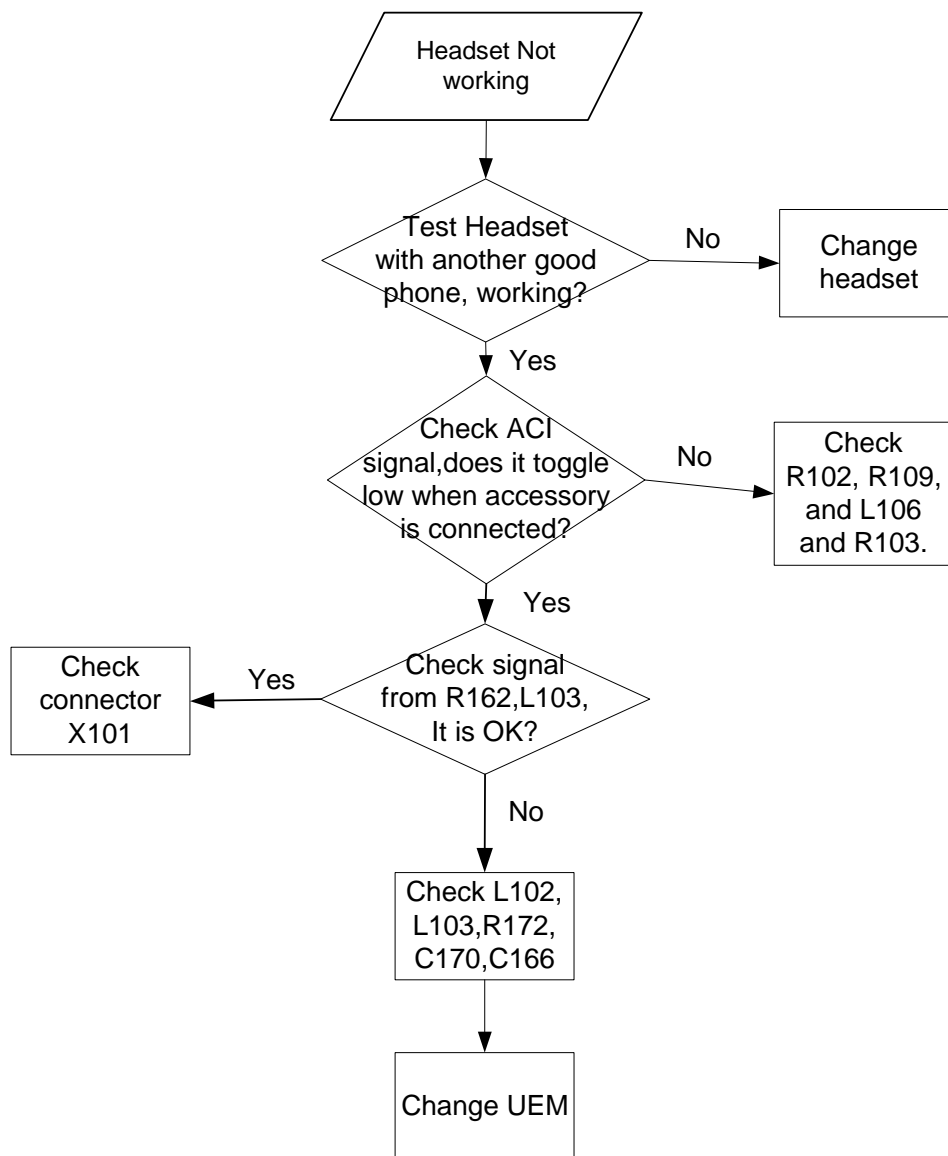 Headset Not
working
Test Headset
with another good
phone, working?
No
Change
headset
Yes
Check ACI
signal,does it toggle
low when accessory
is connected?
No
Check
R102, R109,
and L106
and R103.
Yes
Check signal
from R162,L103,
It is OK?
Yes
Check
connector
X101
No
Check L102,
L103,R172,
C170,C166
Change UEM